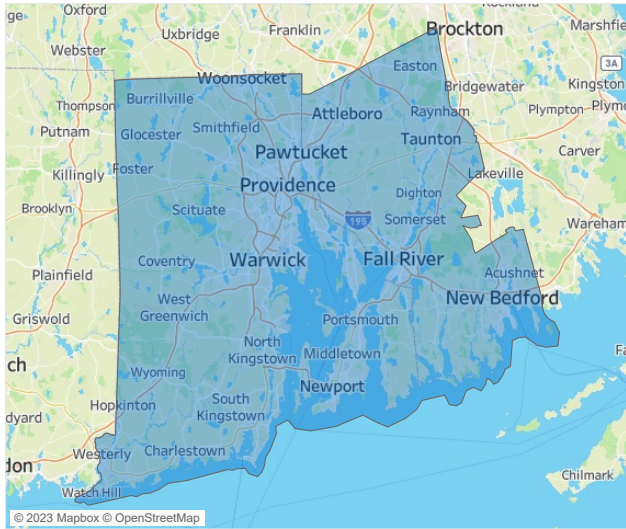 Oxford
Rockland
Webster
Uxbridge
Franklin
Brockton
Marshfie
3A
Easton
Woonsocket
Bridgewater
Kingston
Thompson
Burrillville
Attleboro
Raynham
Plympton
Plymo
Putnam
Glocester
Smithfield
Taunton
Pawtucket
Carver
Killingly
Foster
Lakeville
Providence
Dighton
Brooklyn
Scituate
195
Somerset
Wareham
Coventry
Warwick
Fall River
Plainfield
Acushnet
West
Greenwich
New Bedford
Griswold
Portsmouth
North
Kingstown
Middletown
ch
Wyoming
Newport
dyard
Hopkinton
South
Kingstown
Westerly
Charlestown
don
Chilmark
Watch Hill
© 2023 Mapbox © OpenStreetMap